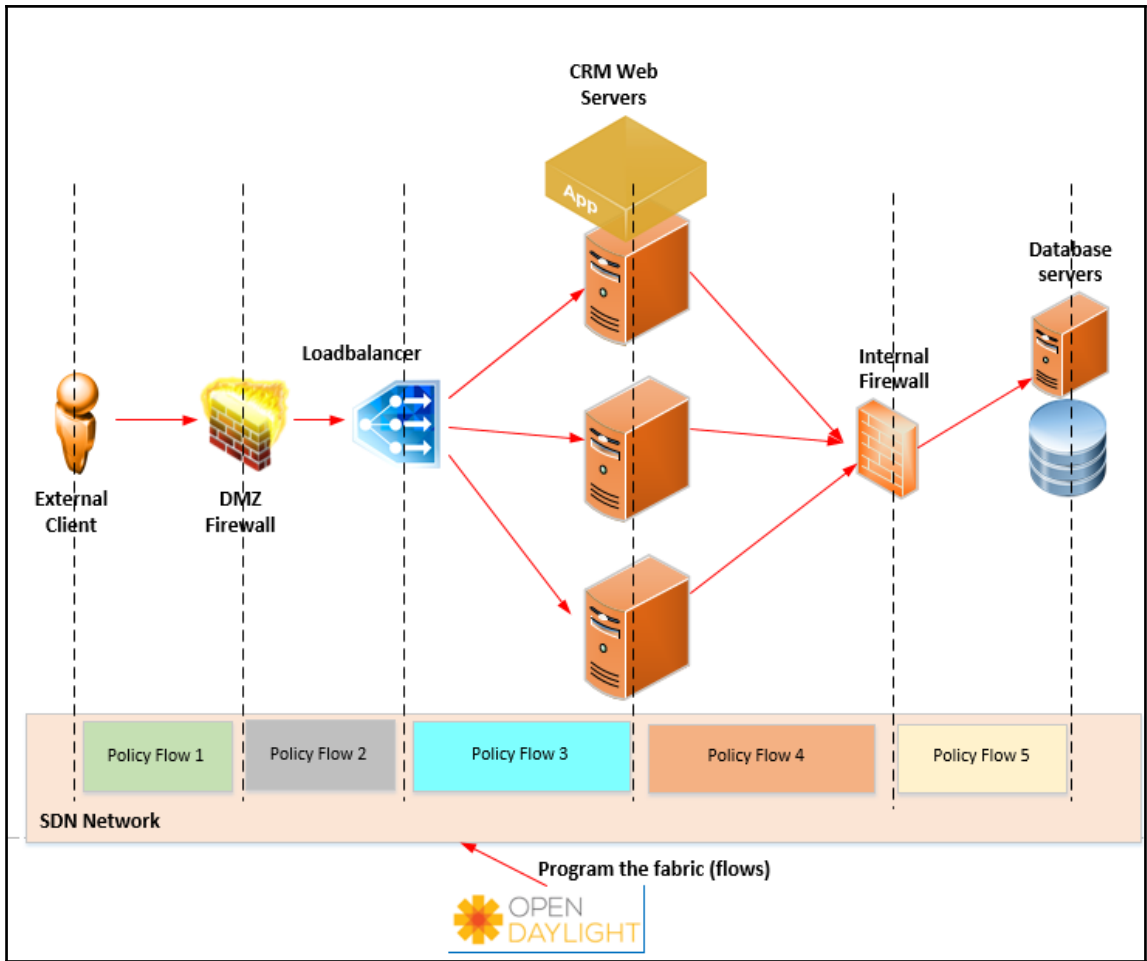 CRM Web
Servers
App
Database
servers
Loadbalancer
Internal
Firewall
External
Client
DMZ
Firewall
Policy Flow 1
Policy Flow 2
Policy Flow 3
Policy Flow 4
Policy Flow 5
SDN Network
Program the fabric (flows)
OPEN
DAYLIGHT